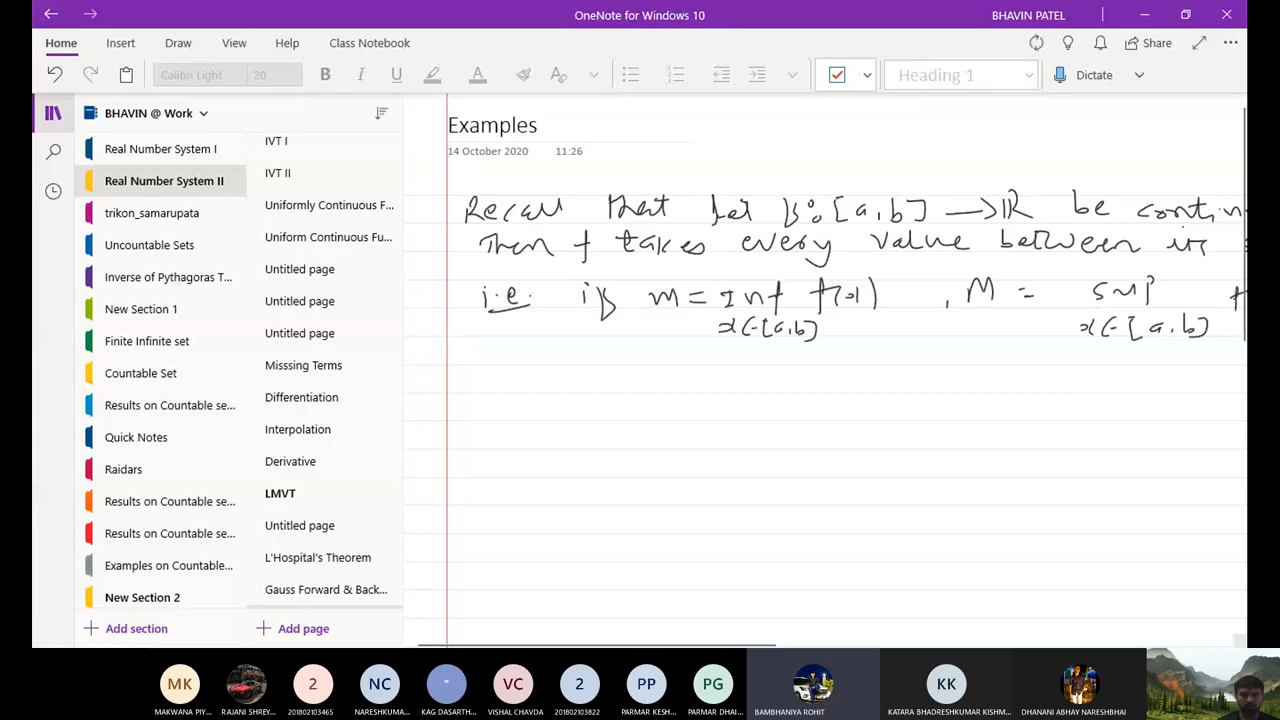 OneNote for Windows 10
BHAVIN PATEL
Home
Insert
Draw
View
Help
Class Notebook
Share
Calibri Light
20
B
I
U
A
Heading 1
Dictate
BHAVIN @ Work
Real Number System I
Real Number System II
trikon_samarupata
Uncountable Sets
Inverse of Pythagoras T...
New Section 1
Finite Infinite set
Countable Set
Results on Countable se...
Quick Notes
Raidars
Results on Countable se...
Results on Countable se...
Examples on Countable...
New Section 2
Add section
IVT I
IVT II
Uniformly Continuous F...
Uniform Continuous Fu...
Untitled page
Untitled page
Untitled page
Misssing Terms
Differentiation
Interpolation
Derivative
LMVT
Untitled page
L'Hospital's Theorem
Gauss Forward & Back...
Add page
Examples
14 October 2020 11:26
Recall that let f: [a,b] → ℝ be contin
Then f takes every value between its
i.e. if m = Inf f(x) , M = sup f
x∈[a,b] x∈[a,b]
MK
2
NC
VC
2
PP
PG
KK
MAKWANA PIY...
RAJANI SHREY...
201802103465
NARESHKUMAR...
KAG DASARTH...
VISHAL CHAVDA
201802103822
PARMAR KESH...
PARMAR DHAI...
BAMBHANIYA ROHIT
KATARA BHADRESHKUMAR KISHM...
DHANANI ABHAY NARESHBHAI